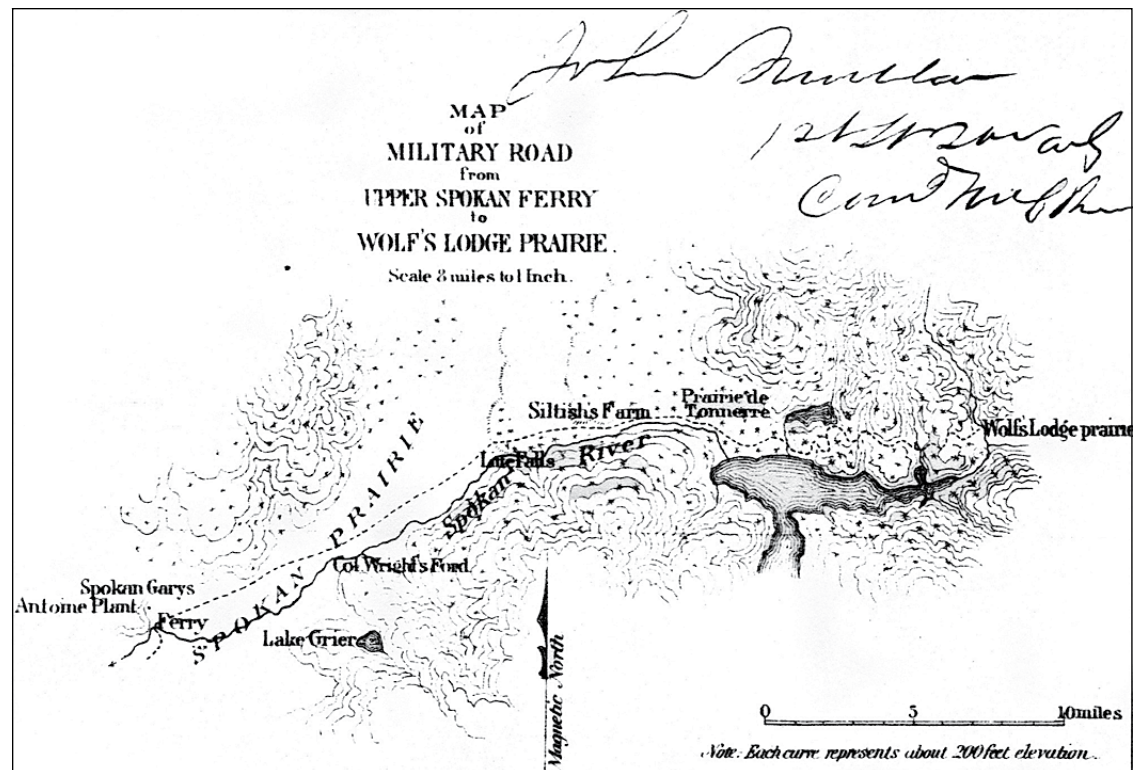 John Mullan
1st Lt
Com'd
MAP
of
MILITARY ROAD
from
UPPER SPOKAN FERRY
to
WOLF'S LODGE PRAIRIE.
Scale 8 miles to 1 Inch.
Prairie de
Tonnerre
Siltish's Farm
Wolf's Lodge prairie
Spokan River
Falls
SPOKAN PRAIRIE
Col Wright's Ford
Spokan Garys
Antoine Plant
Ferry
Lake Grier
Magnetic North
0 5 10 miles
Note: Each curve represents about 200 feet elevation.